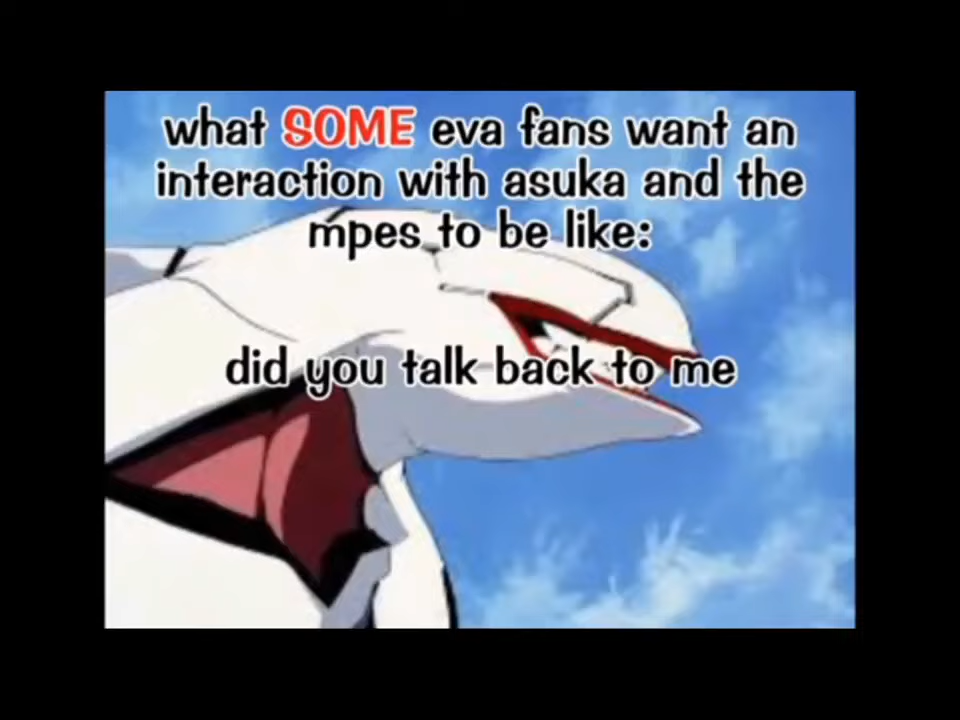 what SOME eva fans want an
interaction with asuka and the
mpes to be like:
did you talk back to me